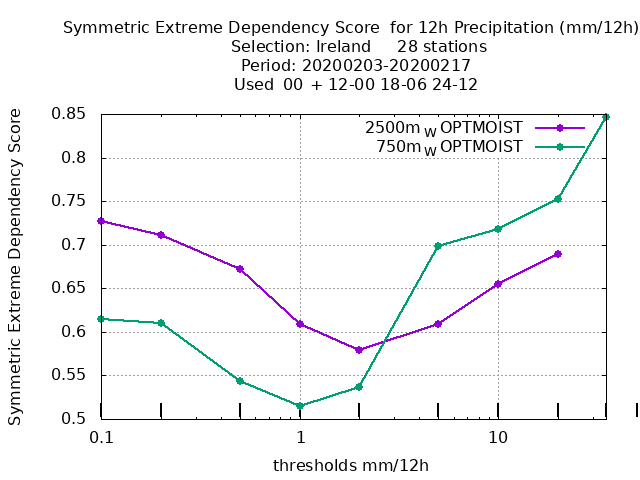 Symmetric Extreme Dependency Score for 12h Precipitation (mm/12h)
Selection: Ireland 28 stations
Period: 20200203-20200217
Used 00 + 12-00 18-06 24-12
Symmetric Extreme Dependency Score
0.85
0.8
0.75
0.7
0.65
0.6
0.55
0.5
2500m W OPTMOIST
750m W OPTMOIST
0.1 1 10
thresholds mm/12h